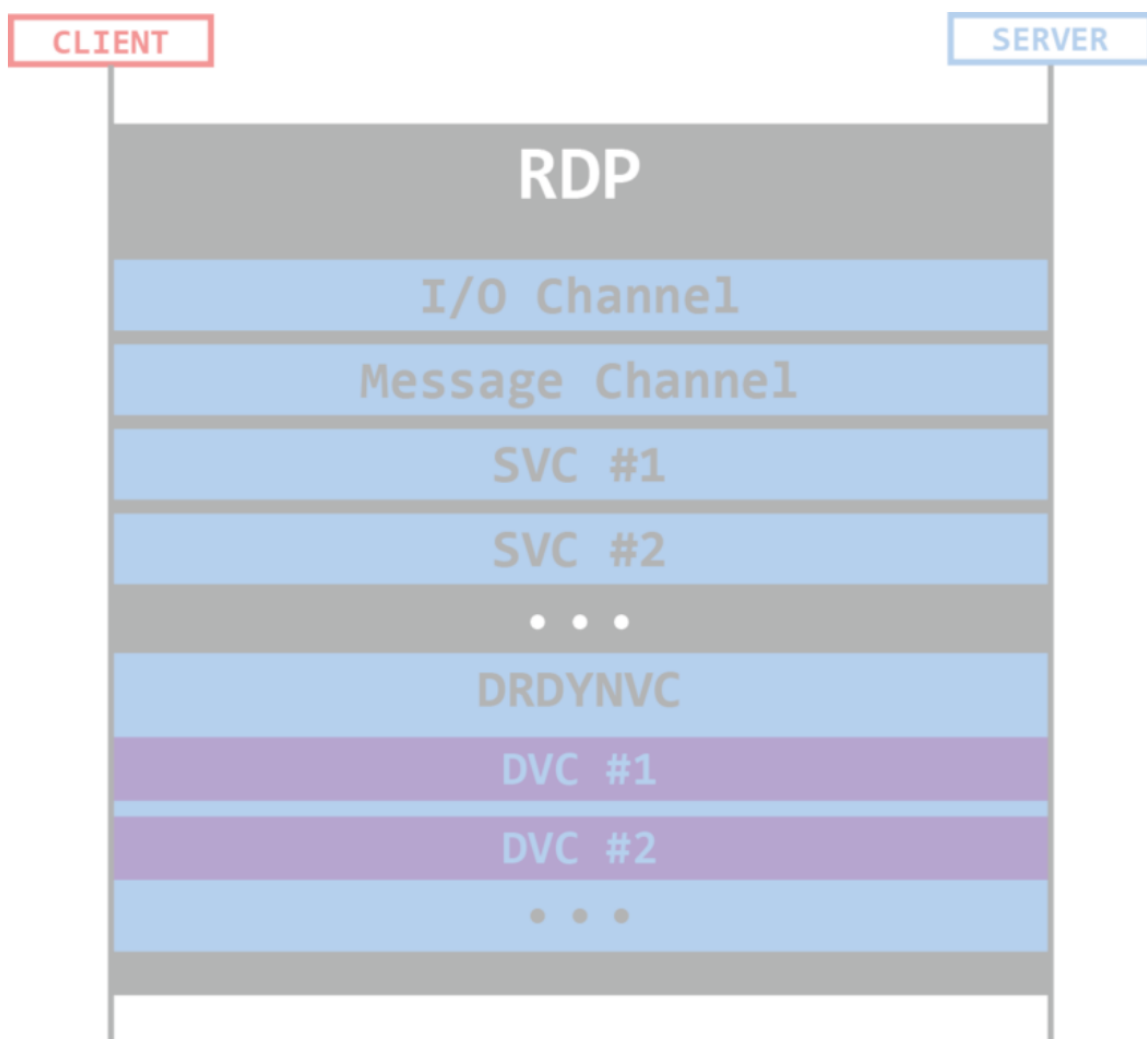 CLIENT
SERVER
RDP
I/O Channel
Message Channel
SVC #1
SVC #2
...
DRDYNVC
DVC #1
DVC #2
...